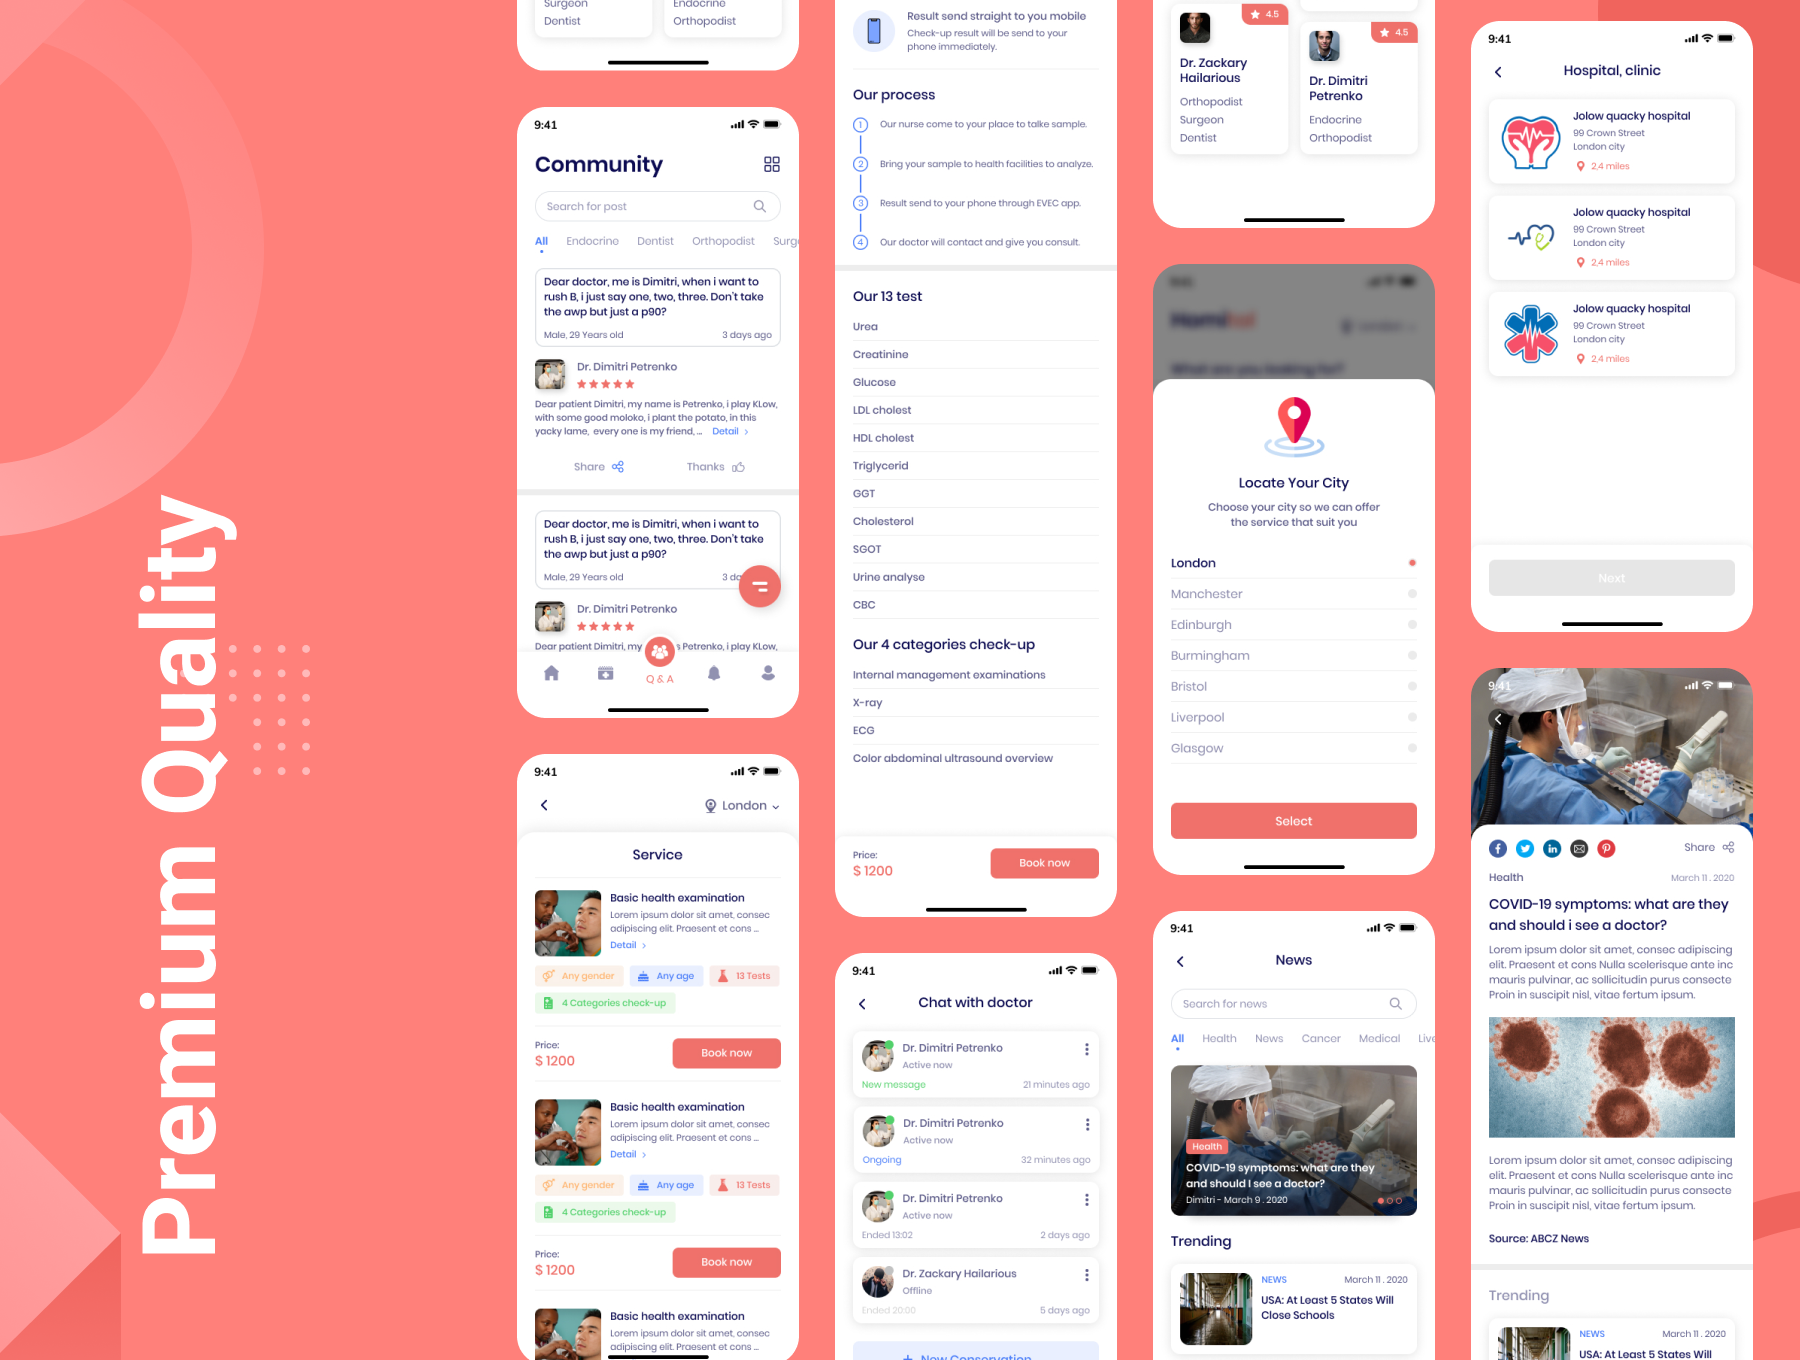 Premium Quality
Surgeon
Dentist
Endocrine
Orthopodist
9:41
Community
Search for post
All
Endocrine
Dentist
Orthopodist
Surge
Dear doctor, me is Dimitri, when i want to
rush B, i just say one, two, three. Don't take
the awp but just a p90?
Male, 29 Years old
3 days ago
Dr. Dimitri Petrenko
Dear patient Dimitri, my name is Petrenko, i play KLow,
with some good moloko, i plant the potato, in this
yacky lame, every one is my friend, ... Detail >
Share
Thanks
Dear doctor, me is Dimitri, when i want to
rush B, i just say one, two, three. Don't take
the awp but just a p90?
Male, 29 Years old
3 da
Dr. Dimitri Petrenko
Dear patient Dimitri, my s Petrenko, i play KLow,
Q & A
9:41
London
Service
Basic health examination
Lorem ipsum dolor sit amet, consec
adipiscing elit. Praesent et cons ...
Detail >
Any gender
Any age
13 Tests
4 Categories check-up
Price:
$ 1200
Book now
Basic health examination
Lorem ipsum dolor sit amet, consec
adipiscing elit. Praesent et cons ...
Detail >
Any gender
Any age
13 Tests
4 Categories check-up
Price:
$ 1200
Book now
Basic health examination
Lorem ipsum dolor sit amet, consec
adipiscing elit. Praesent et cons ...
Result send straight to you mobile
Check-up result will be send to your
phone immediately.
Our process
1 Our nurse come to your place to talke sample.
2 Bring your sample to health facilities to analyze.
3 Result send to your phone through EVEC app.
4 Our doctor will contact and give you consult.
Our 13 test
Urea
Creatinine
Glucose
LDL cholest
HDL cholest
Triglycerid
GGT
Cholesterol
SGOT
Urine analyse
CBC
Our 4 categories check-up
Internal management examinations
X-ray
ECG
Color abdominal ultrasound overview
Price:
$ 1200
Book now
9:41
Chat with doctor
Dr. Dimitri Petrenko
Active now
New message
21 minutes ago
Dr. Dimitri Petrenko
Active now
Ongoing
32 minutes ago
Dr. Dimitri Petrenko
Active now
Ended 13:02
2 days ago
Dr. Zackary Hailarious
Offline
Ended 20:00
5 days ago
+ New Conservation
4.5
Dr. Zackary
Hailarious
Orthopodist
Surgeon
Dentist
4.5
Dr. Dimitri
Petrenko
Endocrine
Orthopodist
9:41
Hamital
London
What are you looking for?
Locate Your City
Choose your city so we can offer
the service that suit you
London
Manchester
Edinburgh
Burmingham
Bristol
Liverpool
Glasgow
Select
9:41
News
Search for news
All
Health
News
Cancer
Medical
Live
Health
COVID-19 symptoms: what are they
and should I see a doctor?
Dimitri - March 9 . 2020
Trending
NEWS
March 11 . 2020
USA: At Least 5 States Will
Close Schools
9:41
Hospital, clinic
Jolow quacky hospital
99 Crown Street
London city
2,4 miles
Jolow quacky hospital
99 Crown Street
London city
2,4 miles
Jolow quacky hospital
99 Crown Street
London city
2,4 miles
Next
9:41
Share
Health
March 11 . 2020
COVID-19 symptoms: what are they
and should i see a doctor?
Lorem ipsum dolor sit amet, consec adipiscing
elit. Praesent et cons Nulla scelerisque ante inc
mauris pulvinar, ac sollicitudin purus consecte
Proin in suscipit nisl, vitae fertum ipsum.
Lorem ipsum dolor sit amet, consec adipiscing
elit. Praesent et cons Nulla scelerisque ante inc
mauris pulvinar, ac sollicitudin purus consecte
Proin in suscipit nisl, vitae fertum ipsum.
Source: ABCZ News
Trending
NEWS
March 11 . 2020
USA: At Least 5 States Will